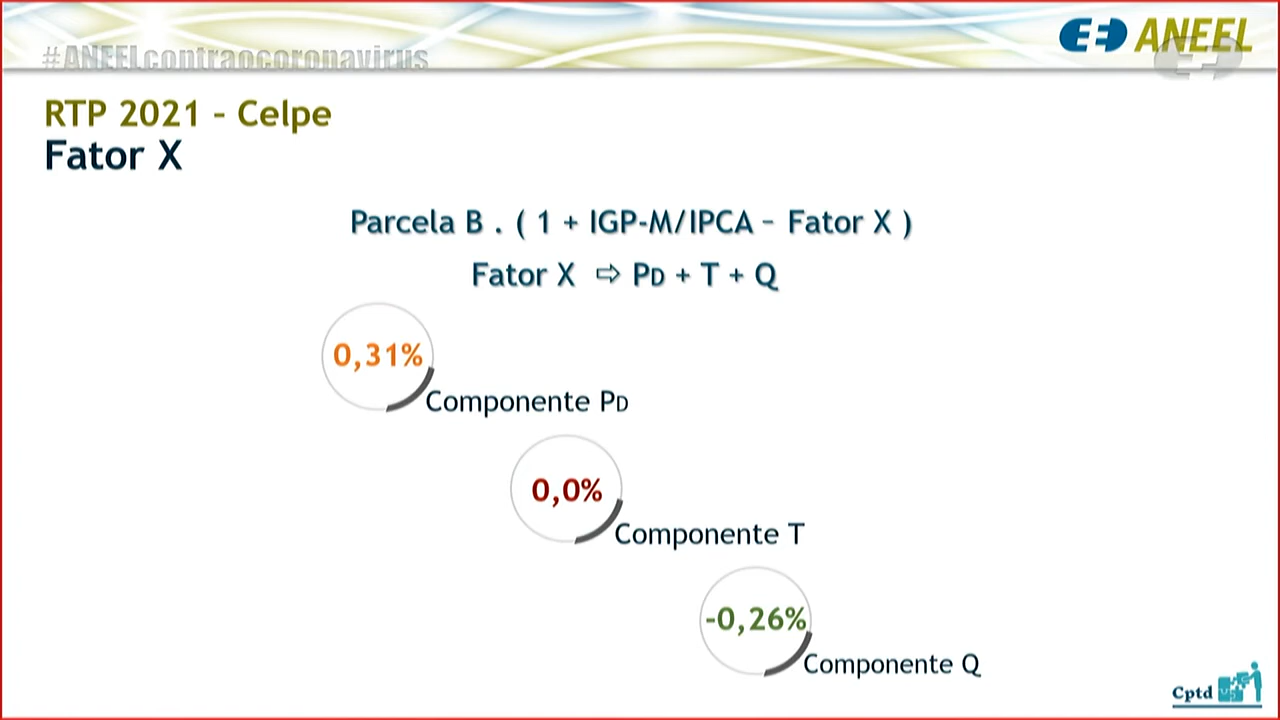 #ANEELcontraocoronavirus
ANEEL
RTP 2021 – Celpe
Fator X
Parcela B . ( 1 + IGP-M/IPCA – Fator X )
Fator X ⇨ PD + T + Q
0,31%
Componente PD
0,0%
Componente T
-0,26%
Componente Q
Cptd